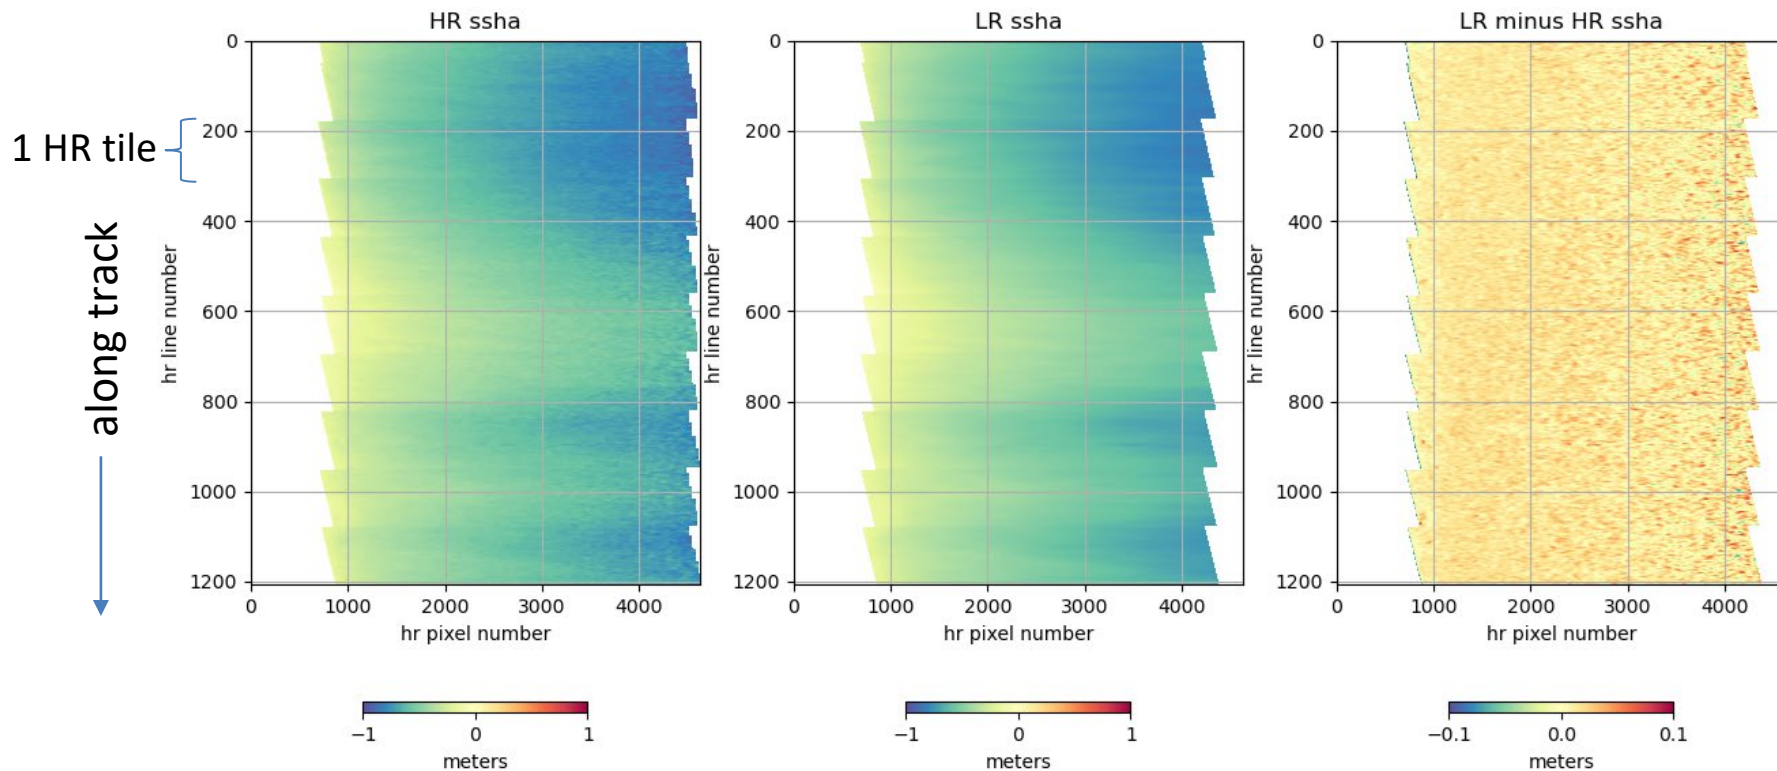 HR ssha
LR ssha
LR minus HR ssha
1 HR tile
along track
hr line number
0
200
400
600
800
1000
1200
0 1000 2000 3000 4000
hr pixel number
hr line number
0
200
400
600
800
1000
1200
0 1000 2000 3000 4000
hr pixel number
hr line number
0
200
400
600
800
1000
1200
0 1000 2000 3000 4000
hr pixel number
−1 0 1
meters
−1 0 1
meters
−0.1 0.0 0.1
meters